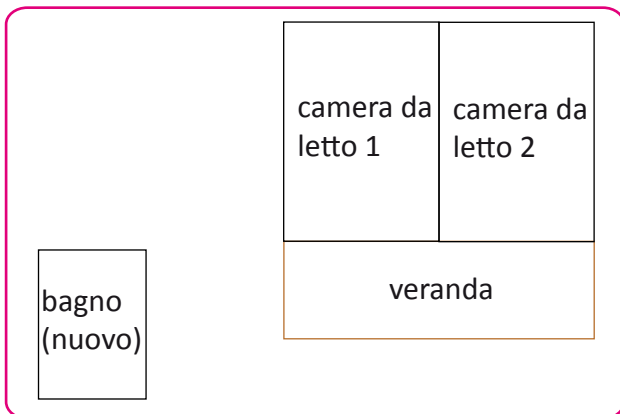 camera da
letto 1
camera da
letto 2
veranda
bagno
(nuovo)